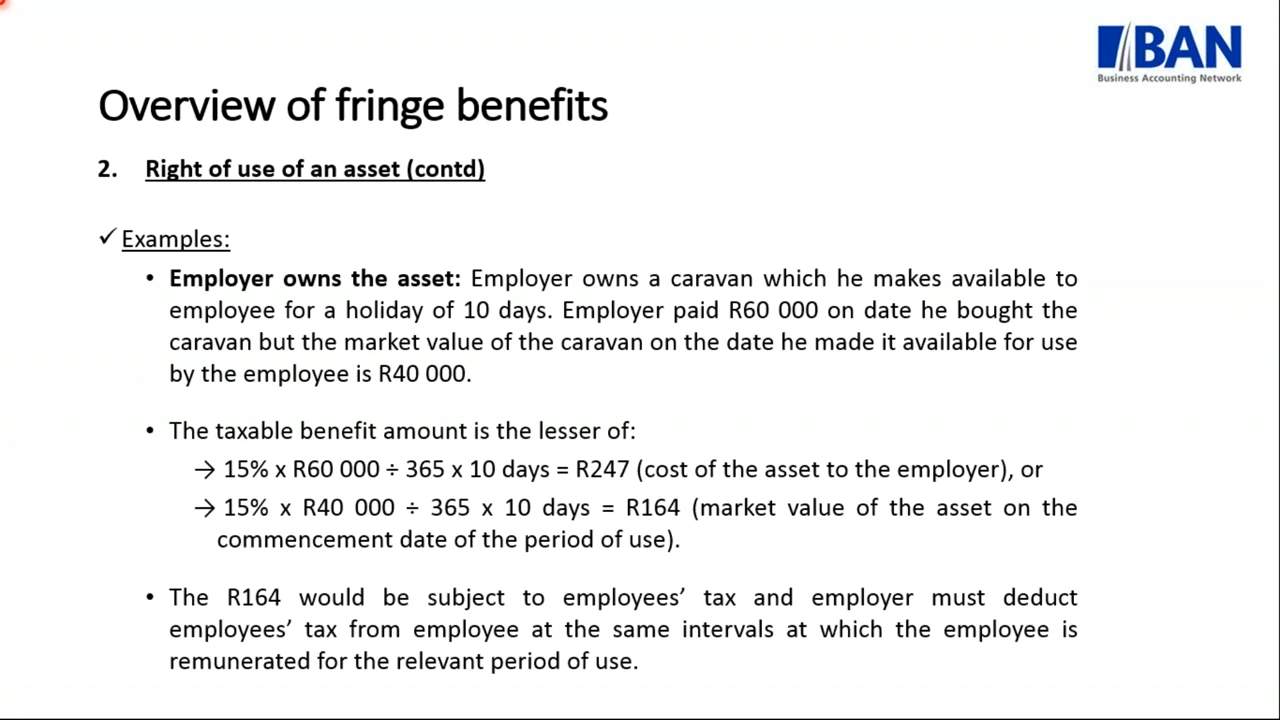 BAN
Business Accounting Network
Overview of fringe benefits
2. Right of use of an asset (contd)
✓ Examples:
• Employer owns the asset: Employer owns a caravan which he makes available to
employee for a holiday of 10 days. Employer paid R60 000 on date he bought the
caravan but the market value of the caravan on the date he made it available for use
by the employee is R40 000.
• The taxable benefit amount is the lesser of:
→ 15% x R60 000 ÷ 365 x 10 days = R247 (cost of the asset to the employer), or
→ 15% x R40 000 ÷ 365 x 10 days = R164 (market value of the asset on the
commencement date of the period of use).
• The R164 would be subject to employees’ tax and employer must deduct
employees’ tax from employee at the same intervals at which the employee is
remunerated for the relevant period of use.